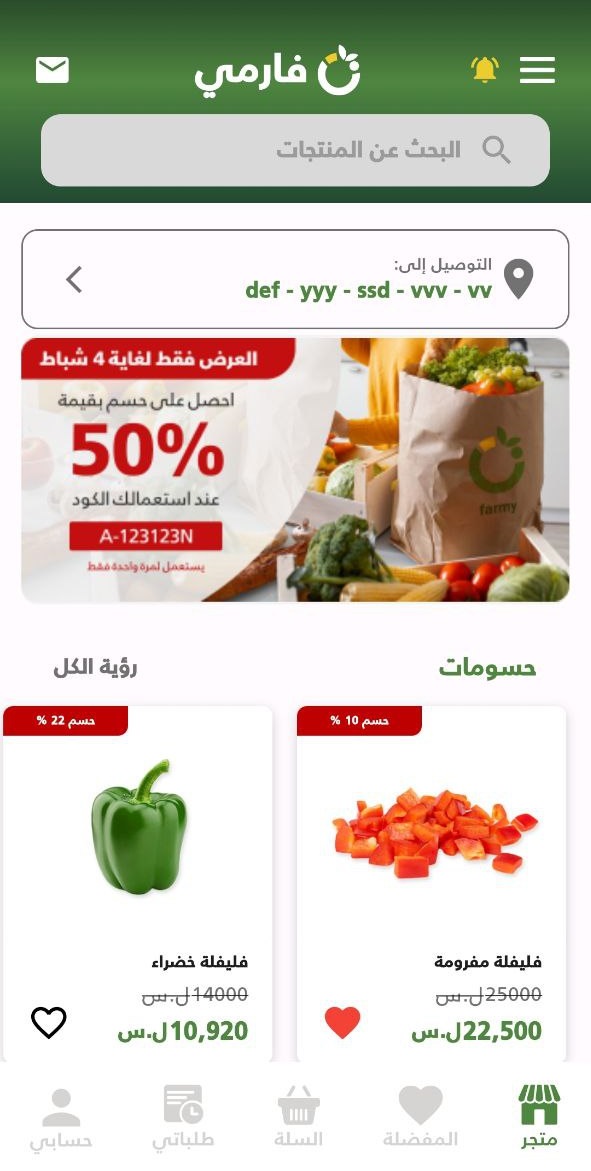 فارمي
البحث عن المنتجات
التوصيل إلى:
def - yyy - ssd - vvv - vv
العرض فقط لغاية 4 شباط
احصل على حسم بقيمة
50%
عند استعمالك الكود
A-123123N
يستعمل لمرة واحدة فقط
farmy
حسومات
رؤية الكل
حسم 10 %
فليفلة مفرومة
25000ل.س
22,500ل.س
حسم 22 %
فليفلة خضراء
14000ل.س
10,920ل.س
متجر
المفضلة
السلة
طلباتي
حسابي